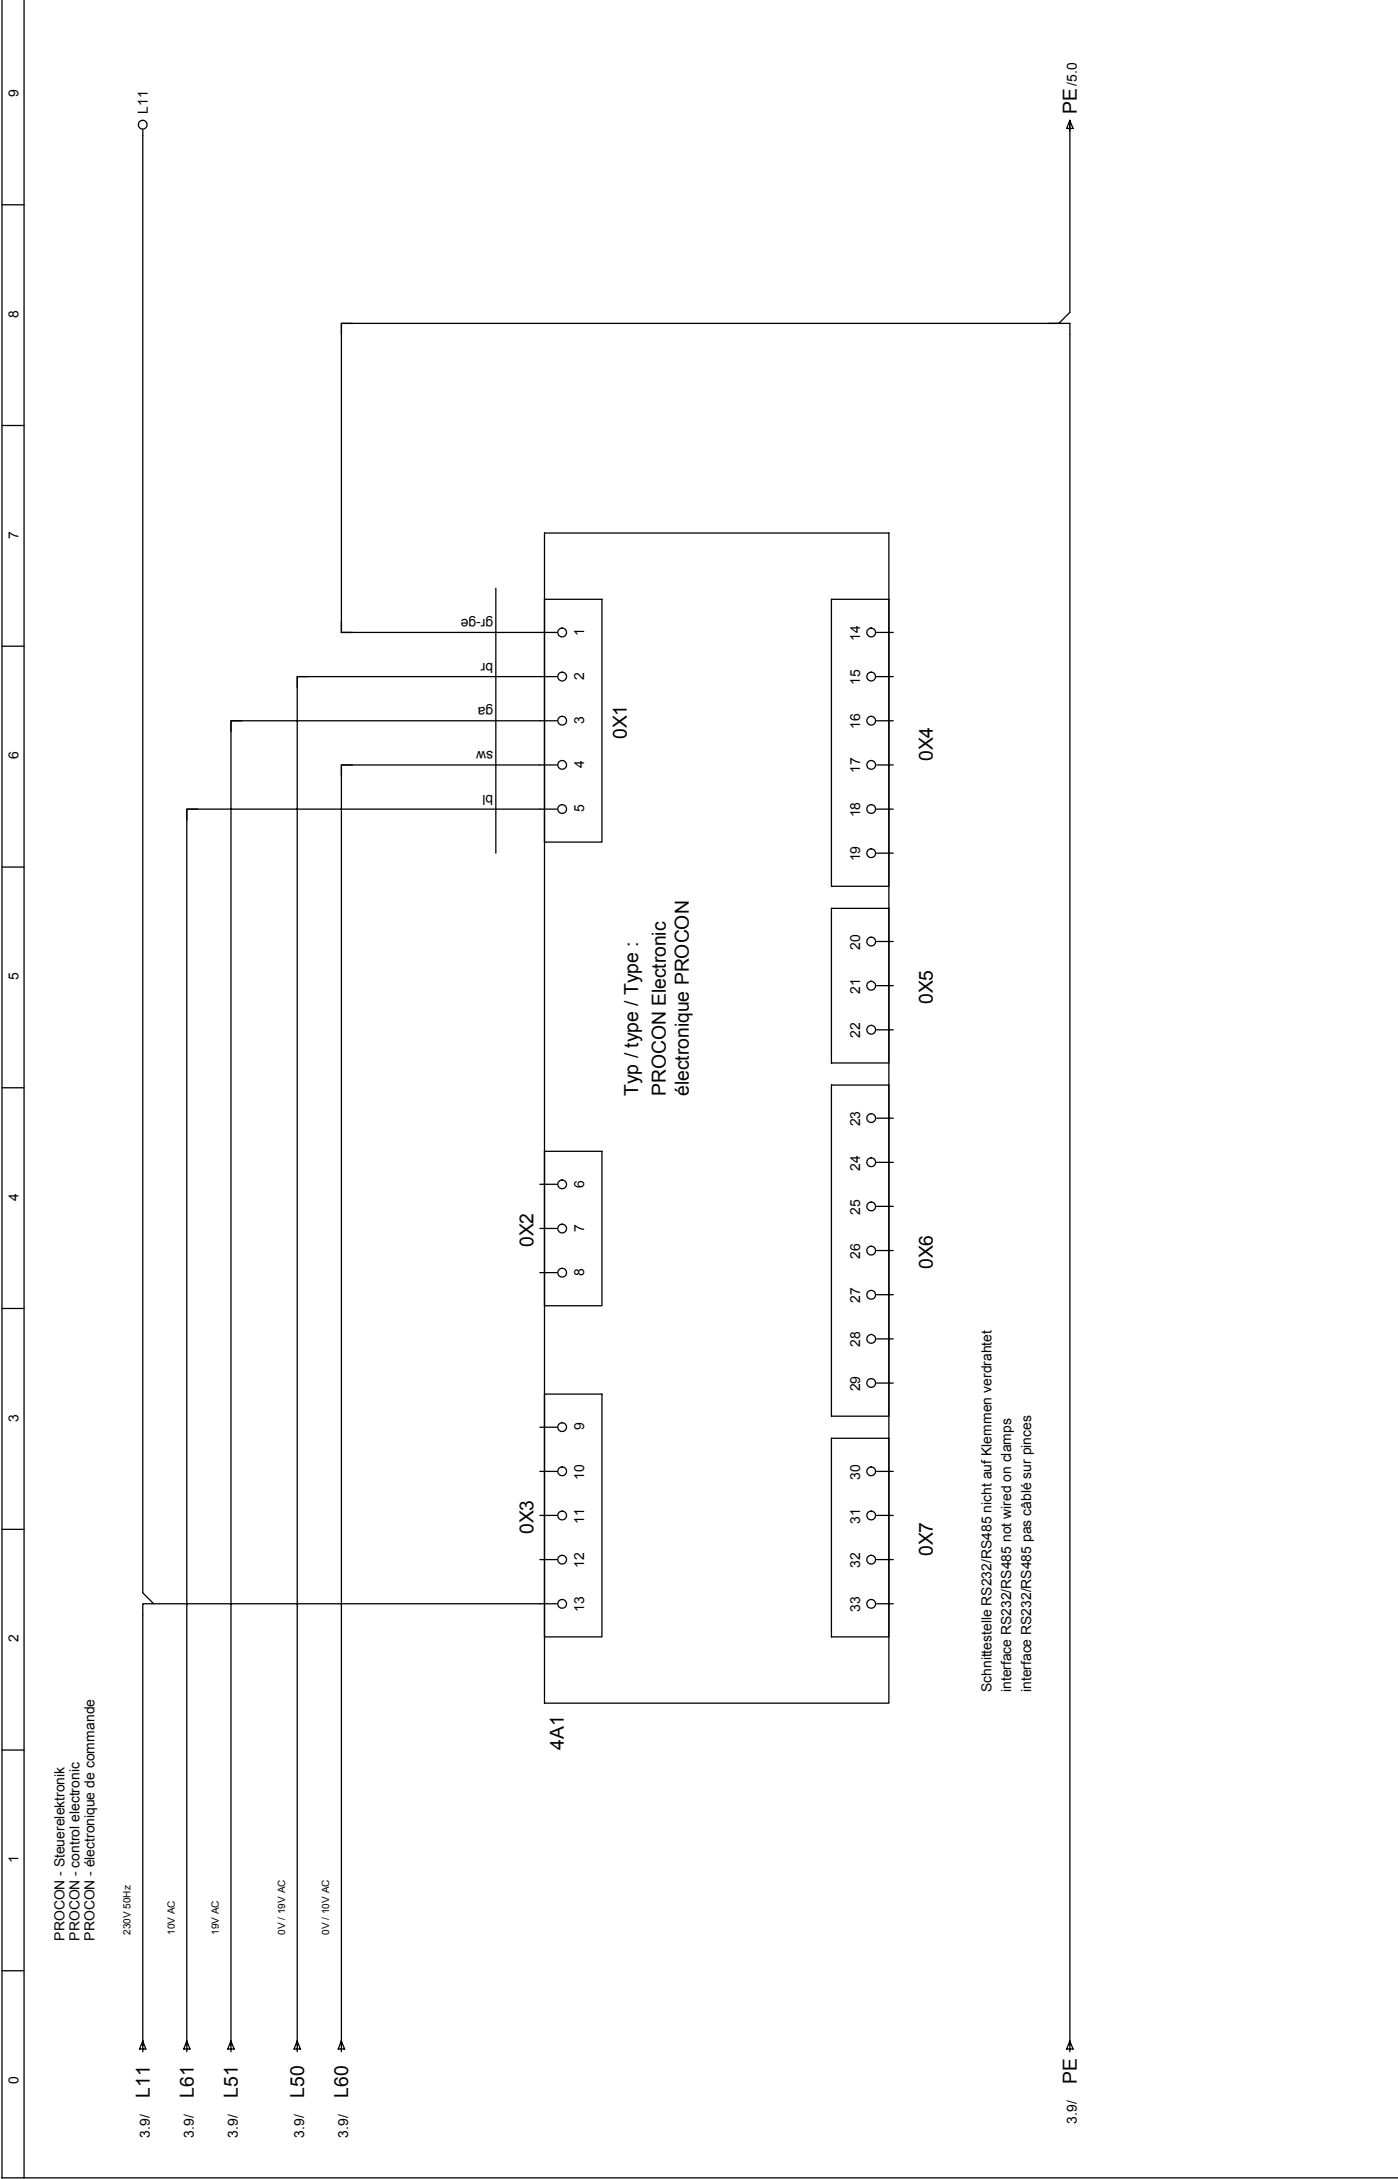 0
1
2
3
4
5
6
7
8
9
PROCON - Steuerelektronik
PROCON - control electronic
PROCON - électronique de commande
230V 50Hz
3.9/ L11
L11
10V AC
3.9/ L61
19V AC
3.9/ L51
0V / 19V AC
3.9/ L50
0V / 10V AC
3.9/ L60
bl
sw
ga
br
gr-ge
0X3
0X2
4A1
13
12
11
10
9
8
7
6
5
4
3
2
1
0X1
Typ / type / Type :
PROCON Electronic
électronique PROCON
33
32
31
30
29
28
27
26
25
24
23
22
21
20
19
18
17
16
15
14
0X7
0X6
0X5
0X4
Schnittestelle RS232/RS485 nicht auf Klemmen verdrahtet
interface RS232/RS485 not wired on clamps
interface RS232/RS485 pas câblé sur pinces
3.9/ PE
PE /5.0